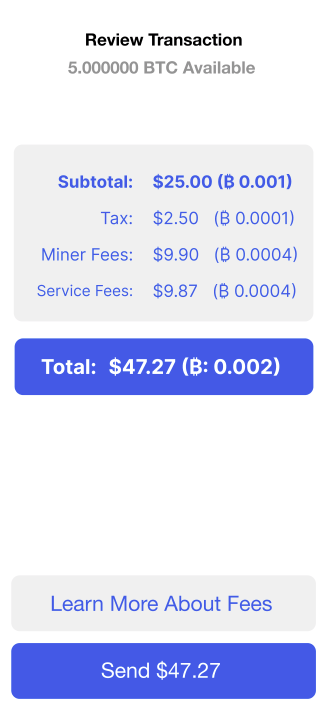 Review Transaction
5.000000 BTC Available
Subtotal: $25.00 (₿ 0.001)
Tax: $2.50 (₿ 0.0001)
Miner Fees: $9.90 (₿ 0.0004)
Service Fees: $9.87 (₿ 0.0004)
Total: $47.27 (₿: 0.002)
Learn More About Fees
Send $47.27